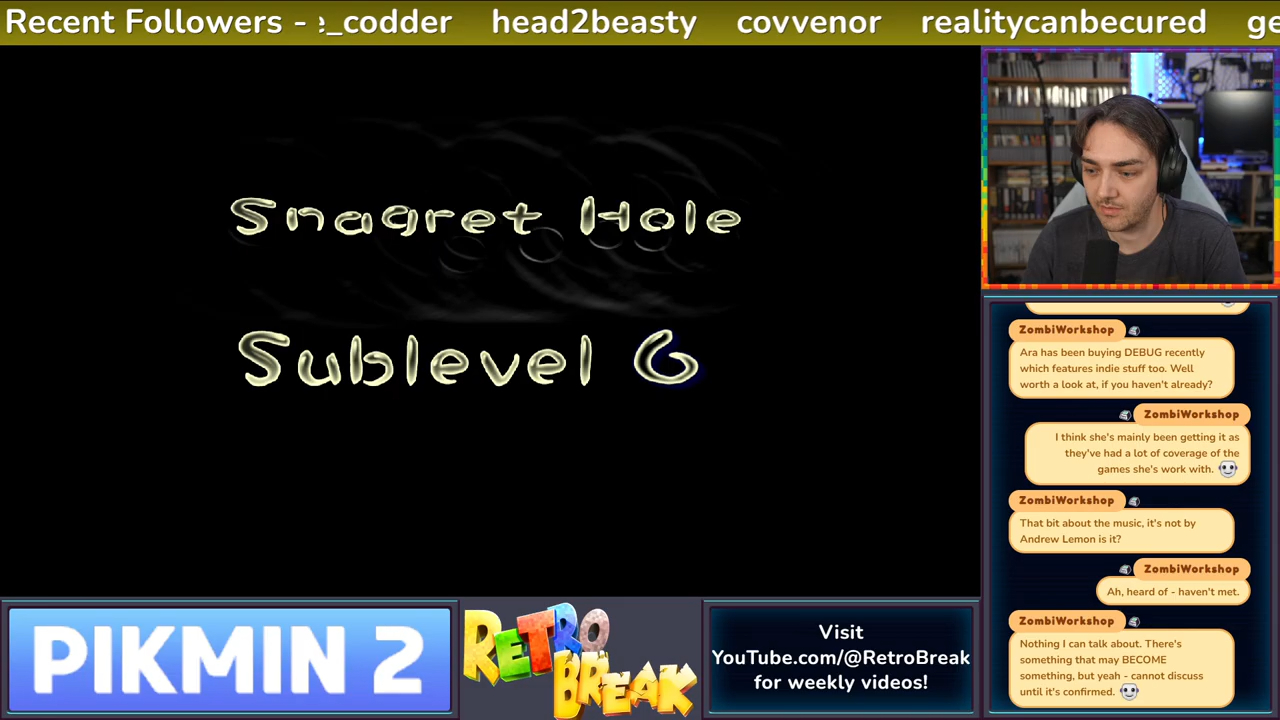 Recent Followers - e_codder head2beasty covvenor realitycanbecured ge
Snagret Hole
Sublevel 6
ZombiWorkshop
Ara has been buying DEBUG recently
which features indie stuff too. Well
worth a look at, if you haven't already?
ZombiWorkshop
I think she's mainly been getting it as
they've had a lot of coverage of the
games she's work with.
ZombiWorkshop
That bit about the music, it's not by
Andrew Lemon is it?
ZombiWorkshop
Ah, heard of - haven't met.
ZombiWorkshop
Nothing I can talk about. There's
something that may BECOME
something, but yeah - cannot discuss
until it's confirmed.
PIKMIN 2
RETRO
BREAK
Visit
YouTube.com/@RetroBreak
for weekly videos!